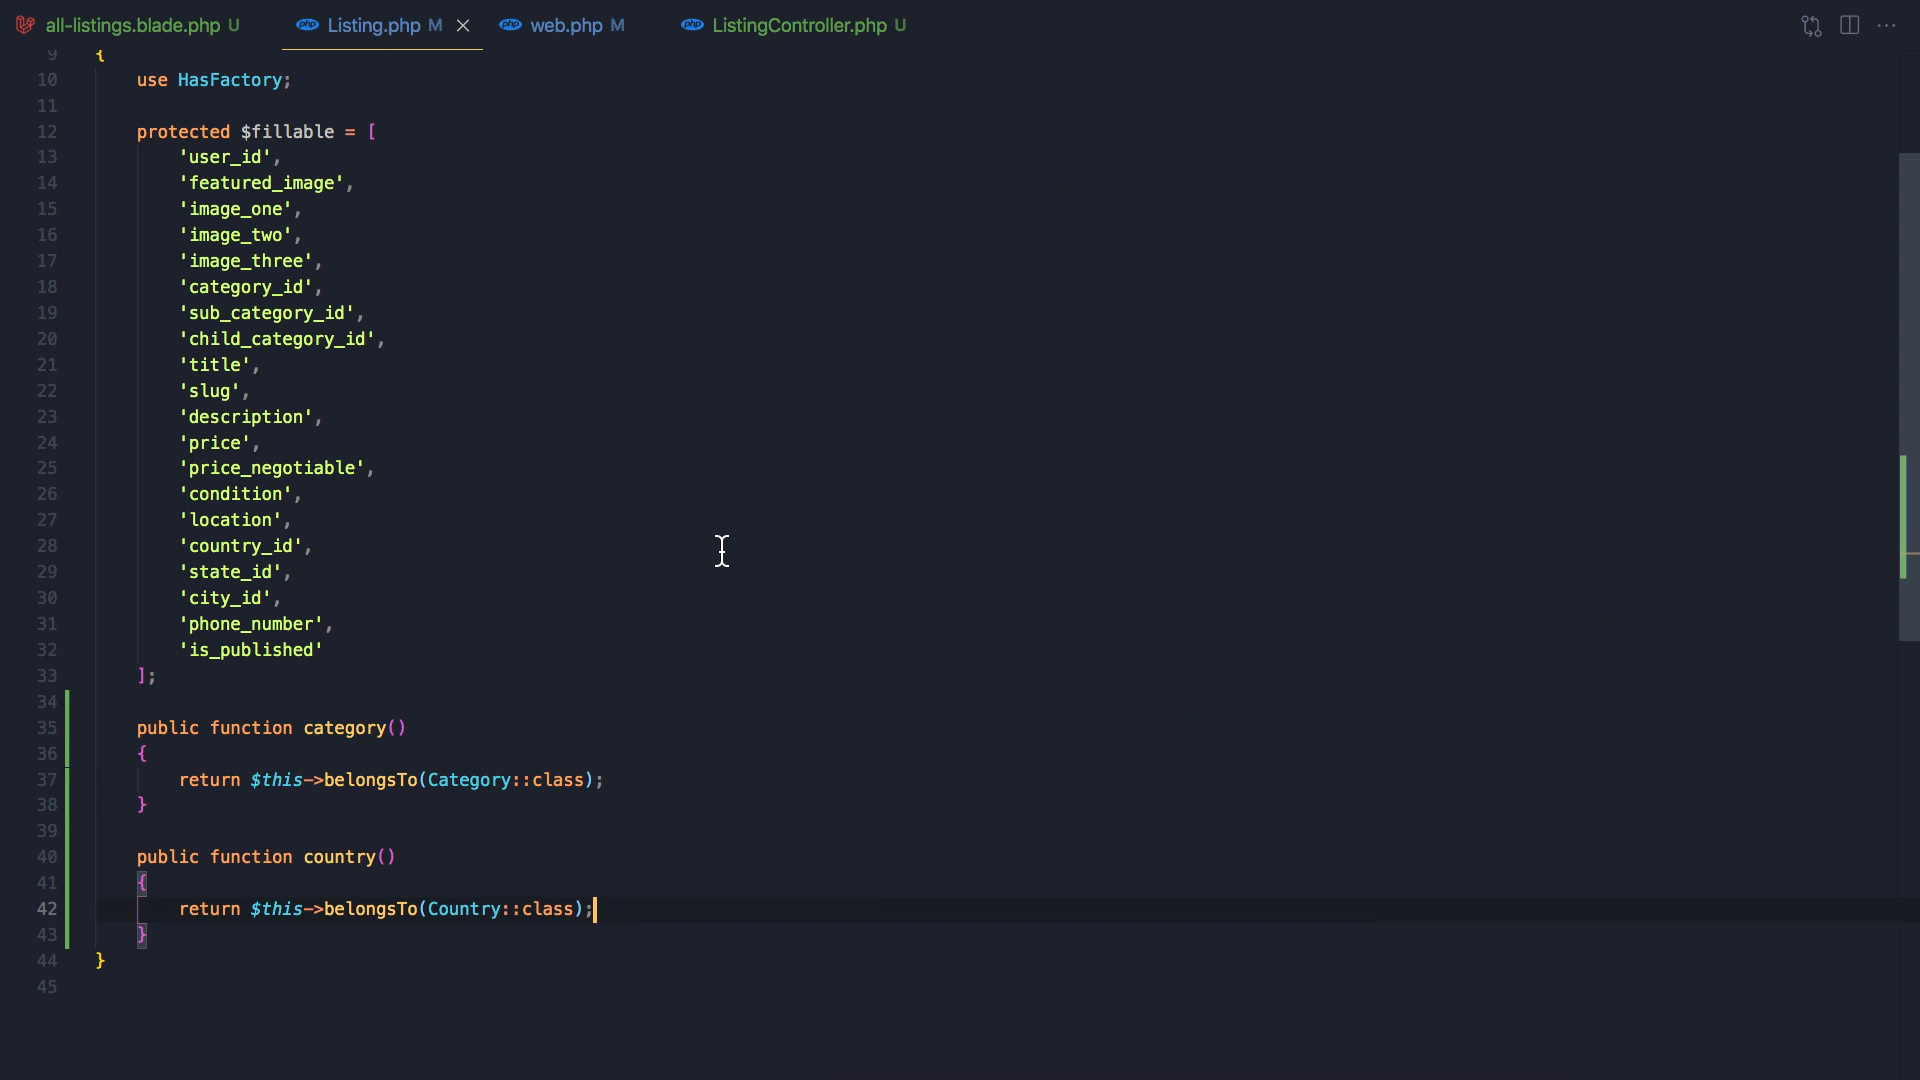 all-listings.blade.php U
php Listing.php M
php web.php M
php ListingController.php U
9 {
10 use HasFactory;
11
12 protected $fillable = [
13 'user_id',
14 'featured_image',
15 'image_one',
16 'image_two',
17 'image_three',
18 'category_id',
19 'sub_category_id',
20 'child_category_id',
21 'title',
22 'slug',
23 'description',
24 'price',
25 'price_negotiable',
26 'condition',
27 'location',
28 'country_id',
29 'state_id',
30 'city_id',
31 'phone_number',
32 'is_published'
33 ];
34
35 public function category()
36 {
37 return $this->belongsTo(Category::class);
38 }
39
40 public function country()
41 {
42 return $this->belongsTo(Country::class);
43 }
44 }
45